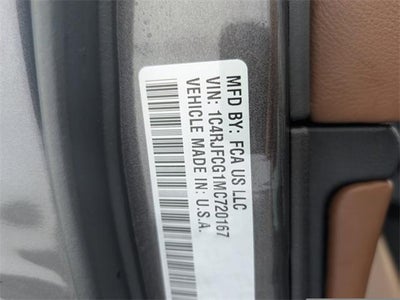 MFD BY: FCA US LLC
VIN: 1C4RJFCG1MC720167
VEHICLE MADE IN U.S.A.